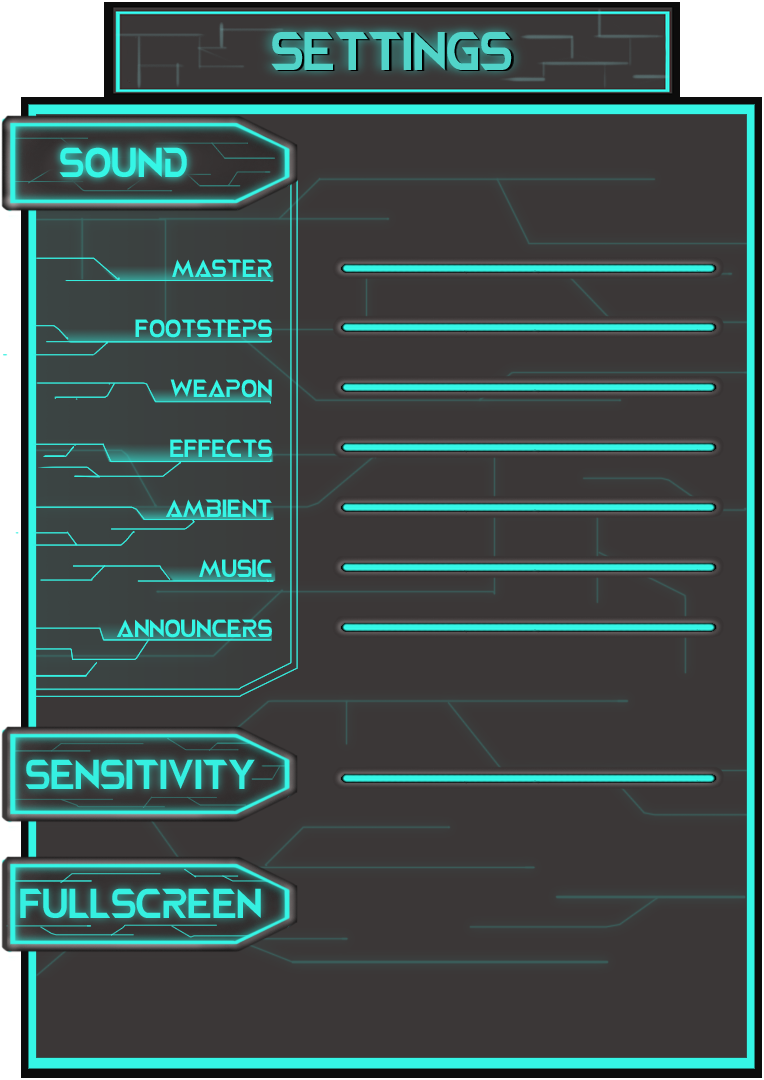 SETTINGS
SOUND
MASTER
FOOTSTEPS
WEAPON
EFFECTS
AMBIENT
MUSIC
ANNOUNCERS
SENSITIVITY
FULLSCREEN